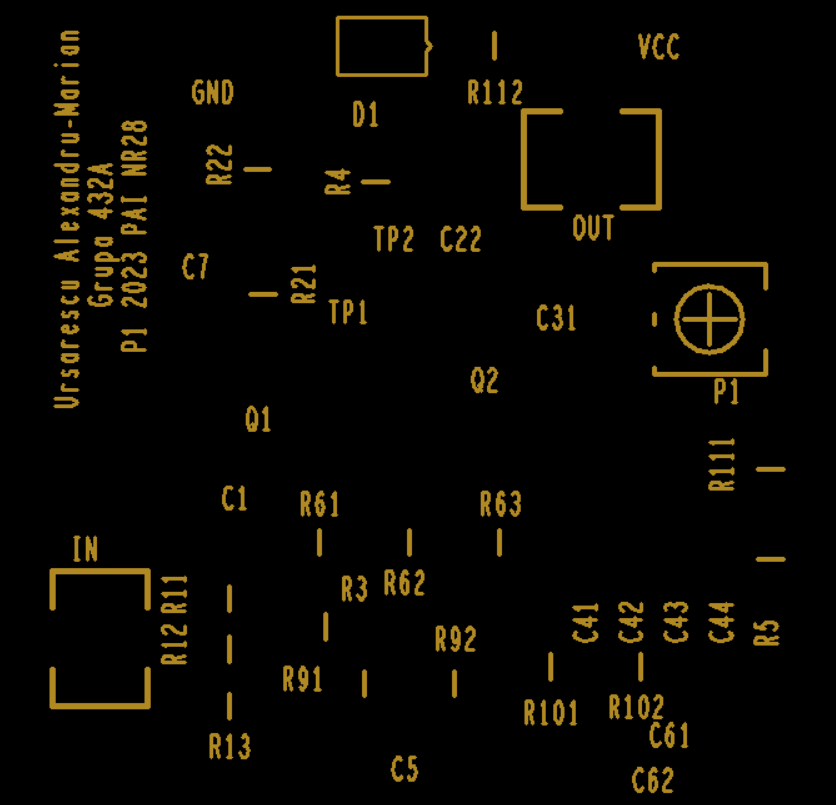 Ursarescu Alexandru-Marian
Grupa 432A
P1 2023 PAI NR28
VCC
GND
R112
D1
R22
R4
OUT
TP2
C22
C7
R21
TP1
C31
Q2
P1
Q1
R111
C1
R61
R63
IN
R62
R3
R11
C41
C42
C43
C44
R5
R12
R92
R91
R102
R101
C61
R13
C5
C62